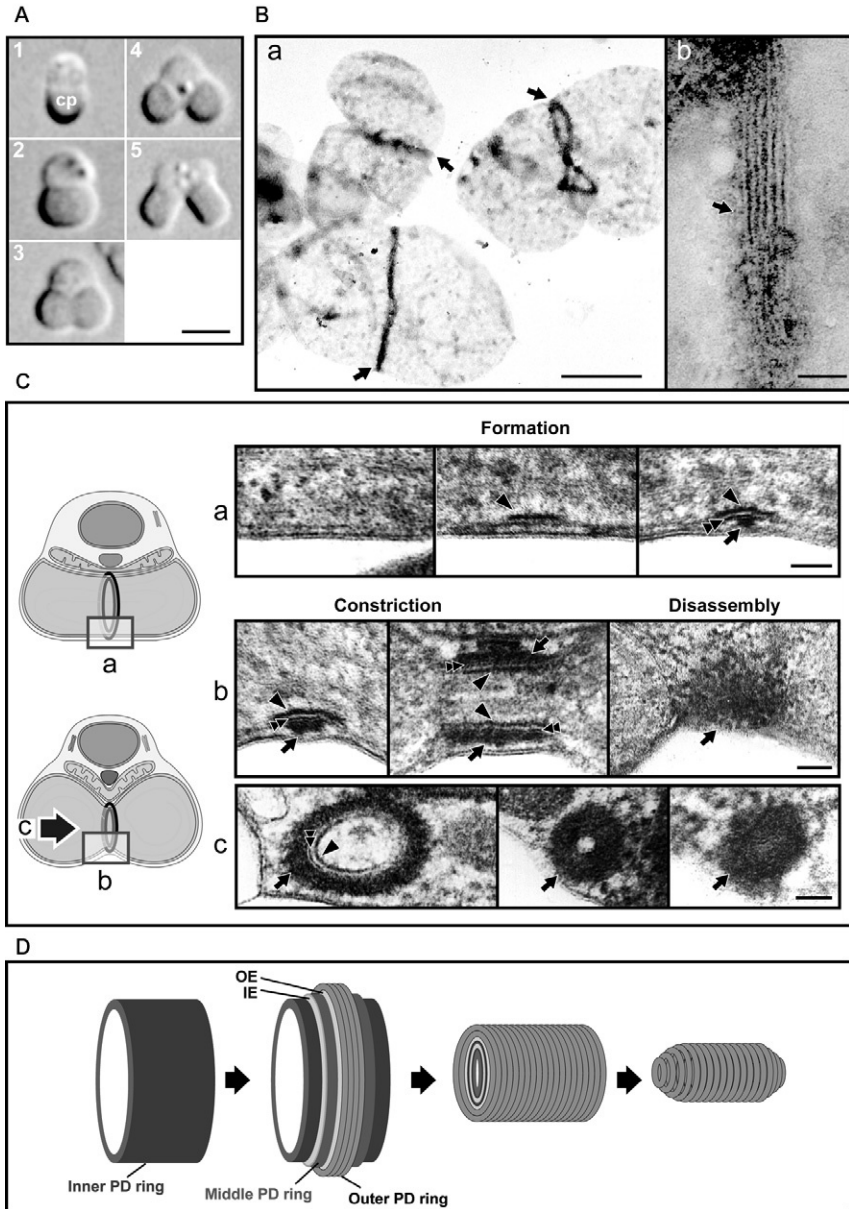 A
1
cp
4
2
5
3
B
a
b
C
Formation
a
a
Constriction
Disassembly
b
C
b
c
D
OE
IE
Inner PD ring
Middle PD ring
Outer PD ring